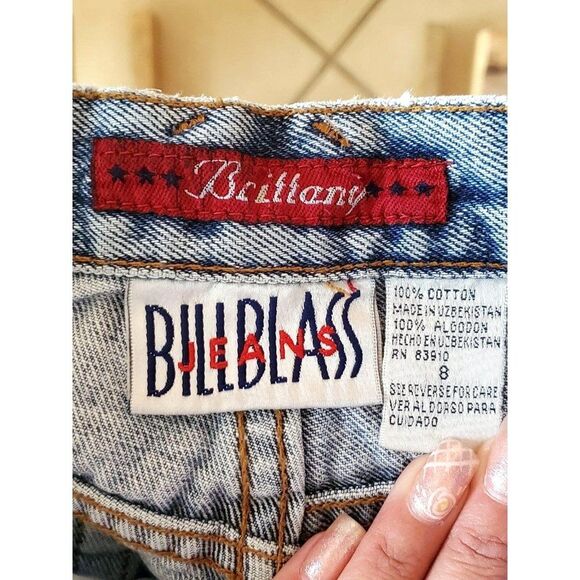 Brittany
BILLBLASS
JEANS
100% COTTON
MADE IN UZBEKISTAN
100% ALGODON
HECHO EN UZBEKISTAN
RN 83910
8
SEE REVERSE FOR CARE
VER AL DORSO PARA
CUIDADO